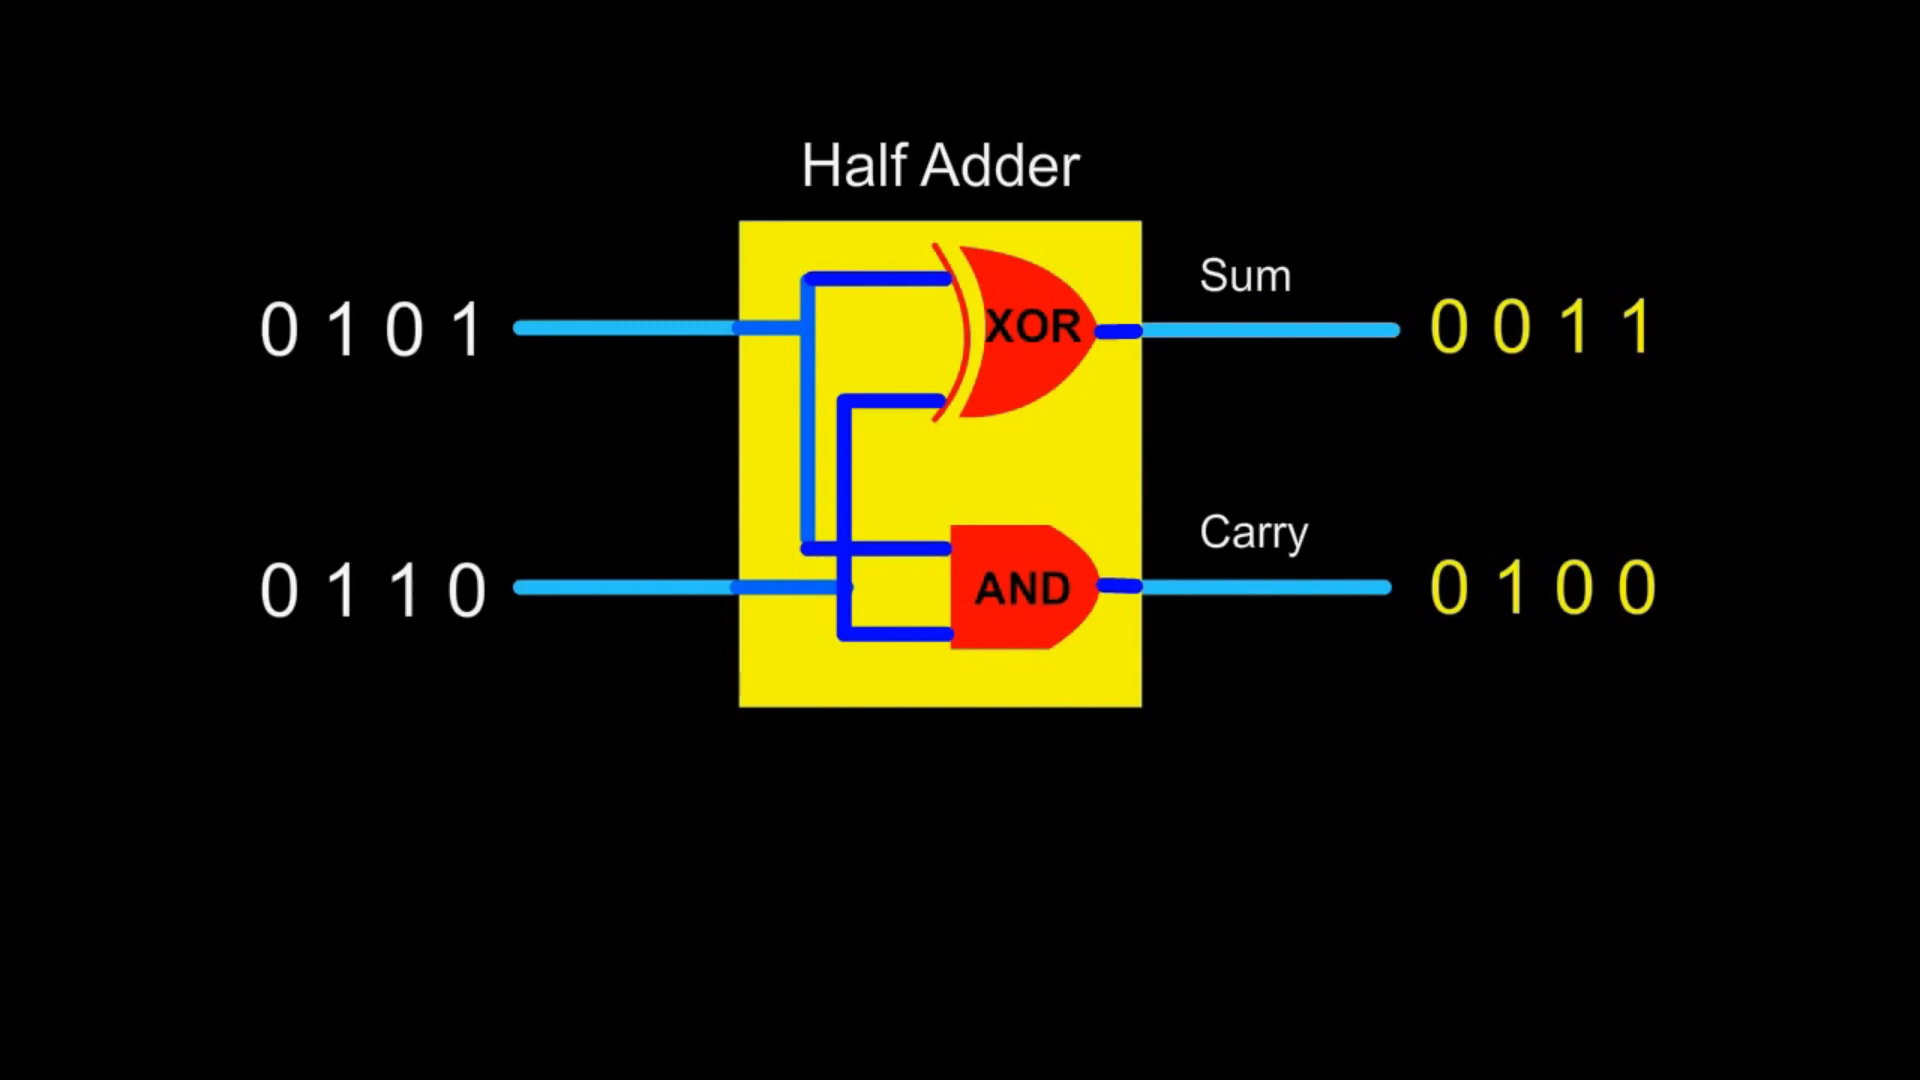 Half Adder
Sum
0 1 0 1
XOR
0 0 1 1
Carry
0 1 1 0
AND
0 1 0 0